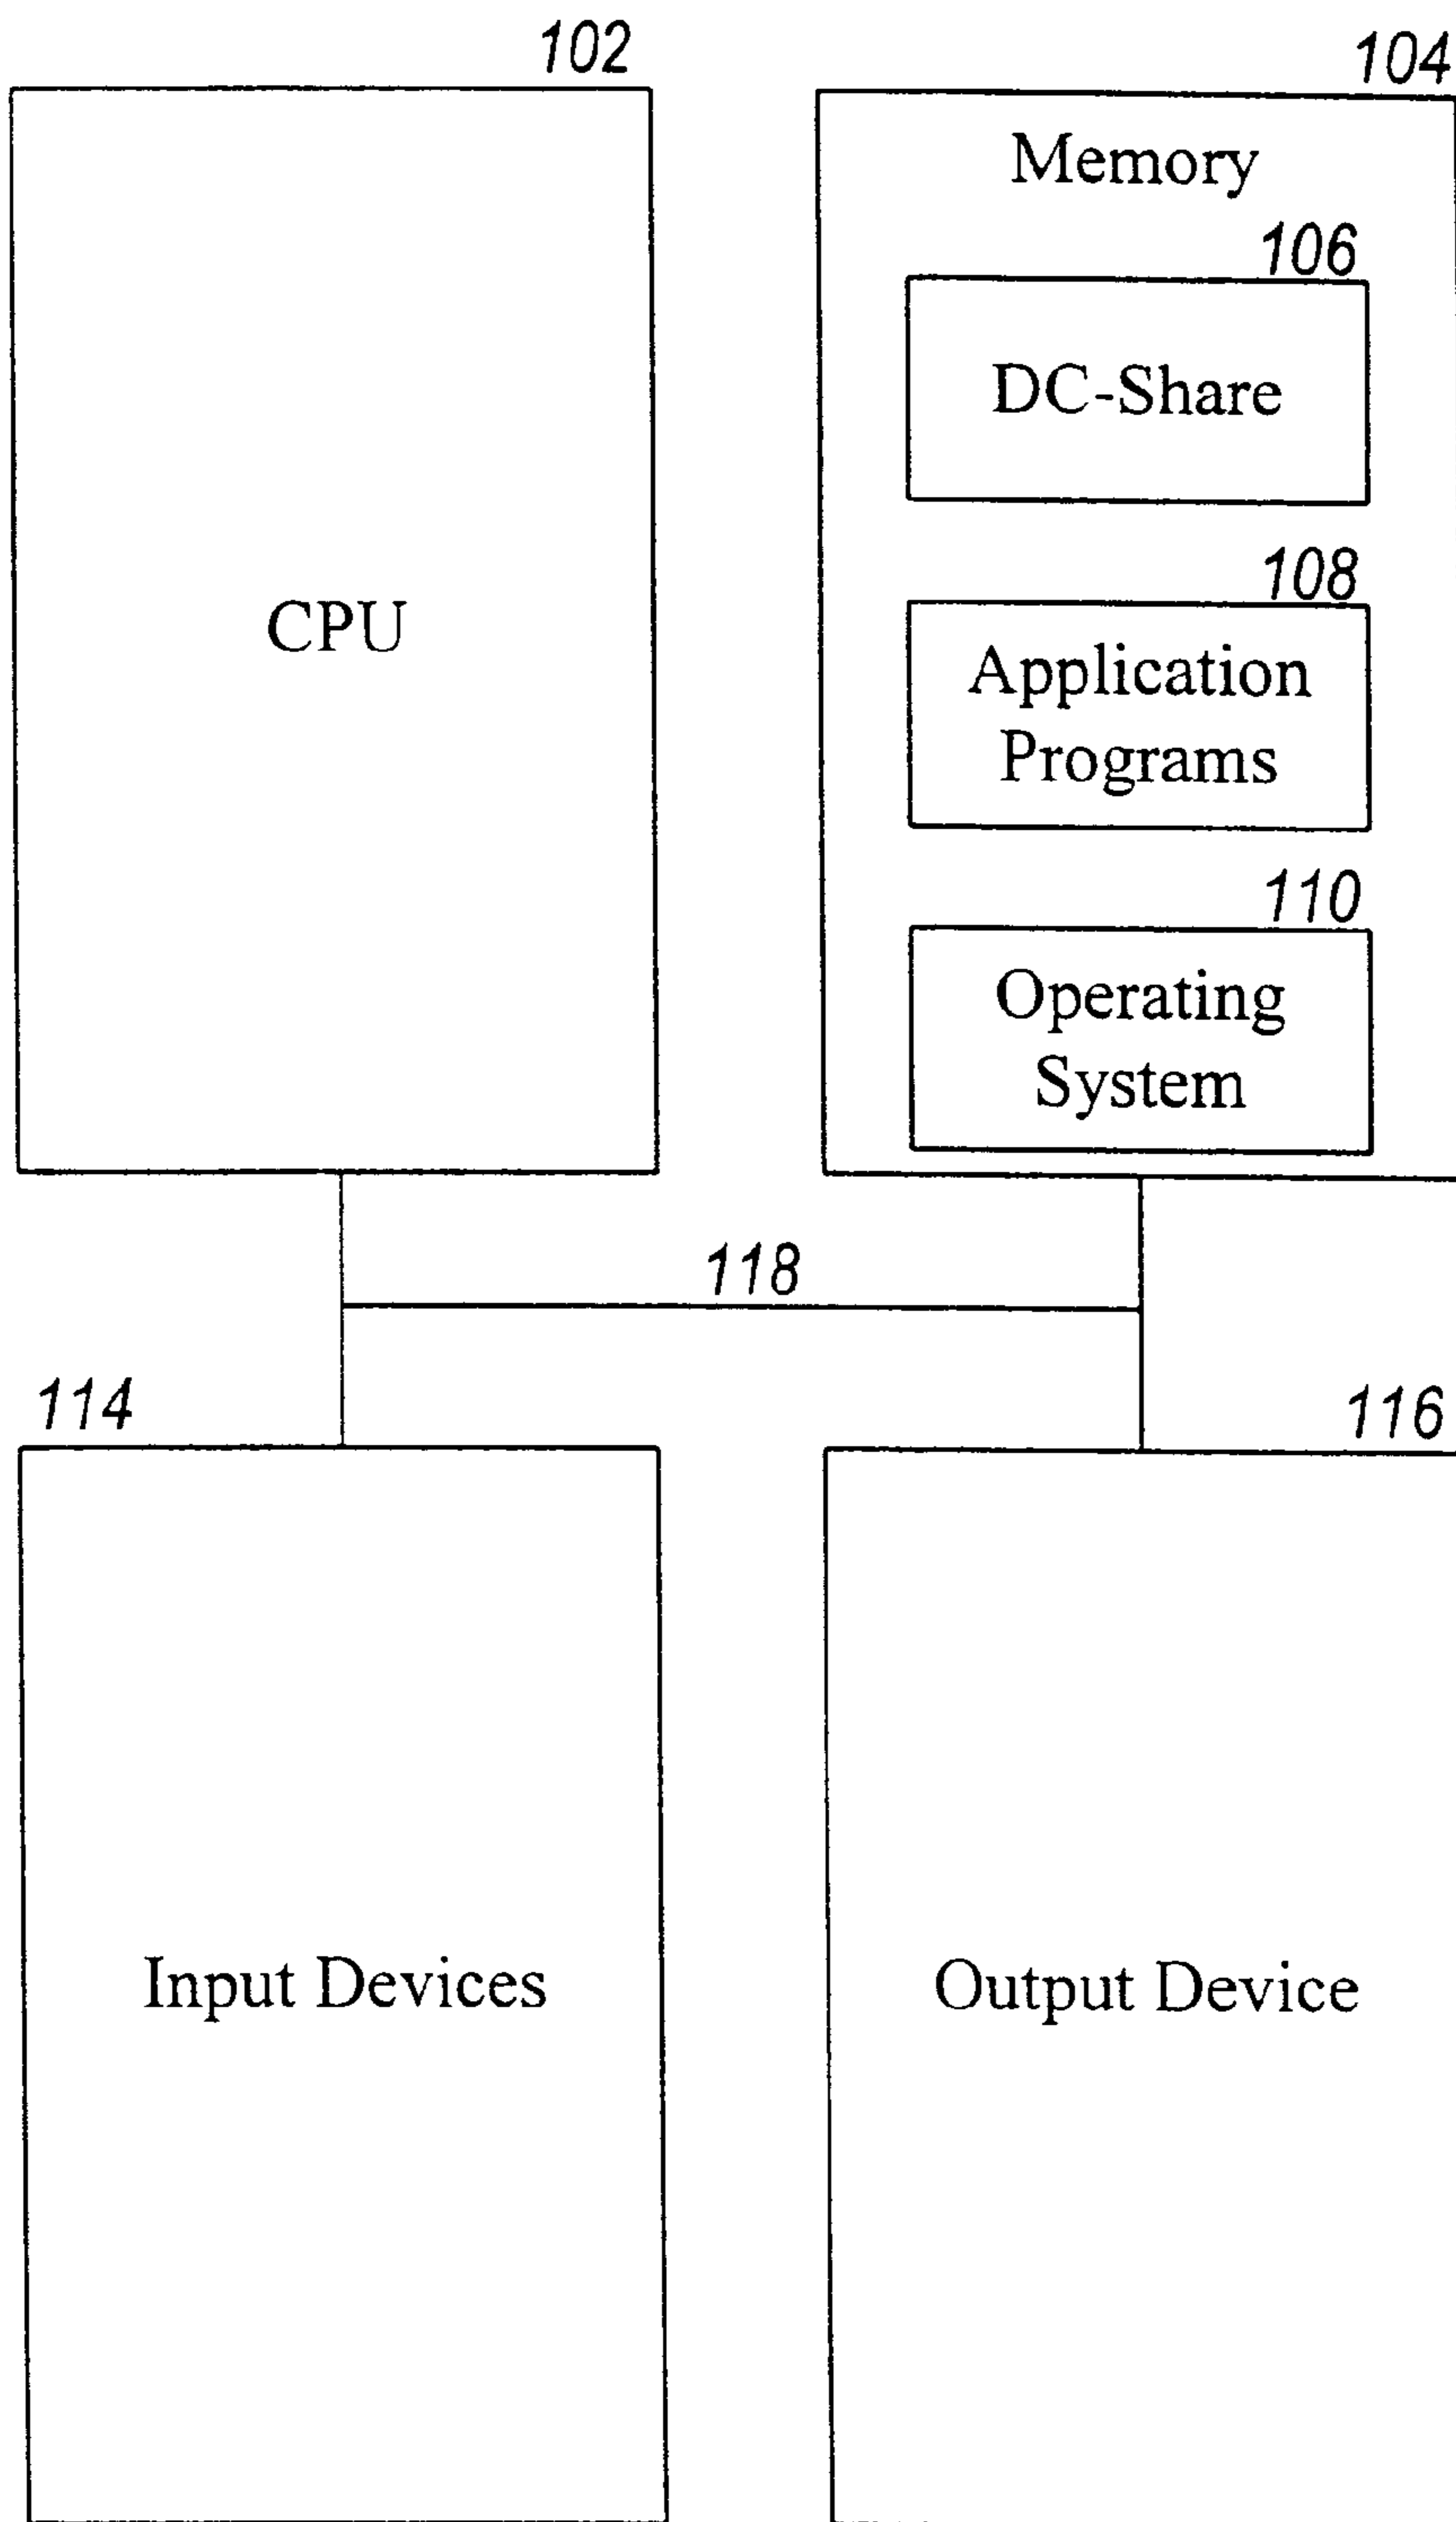 102
104
Memory
106
DC-Share
108
CPU
Application
Programs
110
Operating
System
118
114
116
Input Devices
Output Device